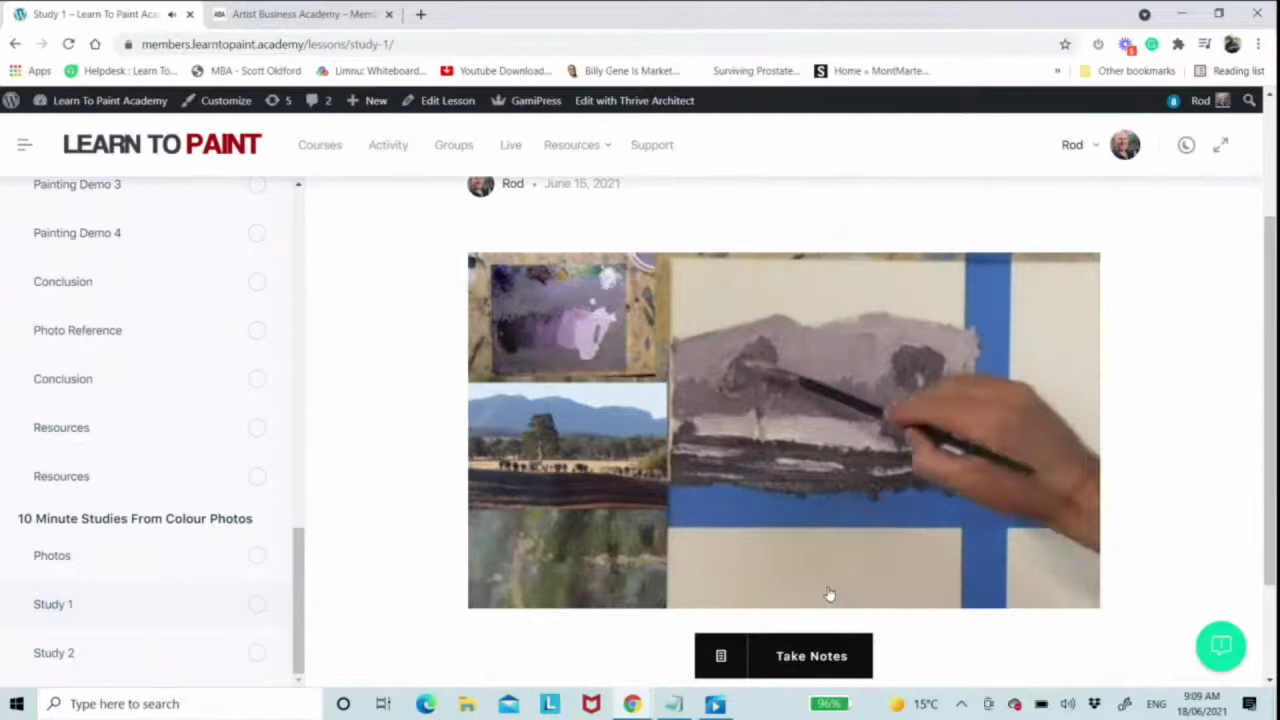 Study 1 – Learn To Paint Aca
Artist Business Academy – Mem
members.learntopaint.academy/lessons/study-1/
Apps
Helpdesk : Learn To...
MBA - Scott Oldford
Limnu: Whiteboard...
Youtube Download...
Billy Gene Is Market...
Surviving Prostate...
Home « MontMarte...
»
Other bookmarks
Reading list
Learn To Paint Academy
Customize
5
2
New
Edit Lesson
GamiPress
Edit with Thrive Architect
Rod
LEARN TO PAINT
Courses
Activity
Groups
Live
Resources
Support
Rod
Painting Demo 3
Painting Demo 4
Conclusion
Photo Reference
Conclusion
Resources
Resources
10 Minute Studies From Colour Photos
Photos
Study 1
Study 2
Rod • June 15, 2021
Take Notes
Type here to search
96%
15°C
ENG
9:09 AM
18/06/2021